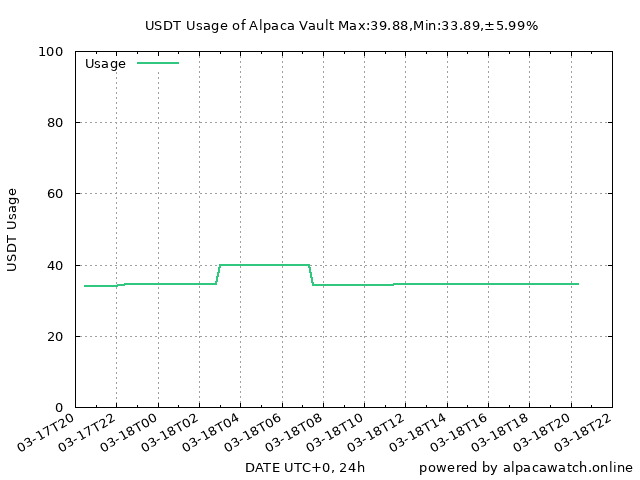 USDT Usage of Alpaca Vault Max:39.88,Min:33.89,±5.99%
Usage
USDT Usage
100
80
60
40
20
0
03-17T20
03-17T22
03-18T00
03-18T02
03-18T04
03-18T06
03-18T08
03-18T10
03-18T12
03-18T14
03-18T16
03-18T18
03-18T20
03-18T22
DATE UTC+0, 24h
powered by alpacawatch.online